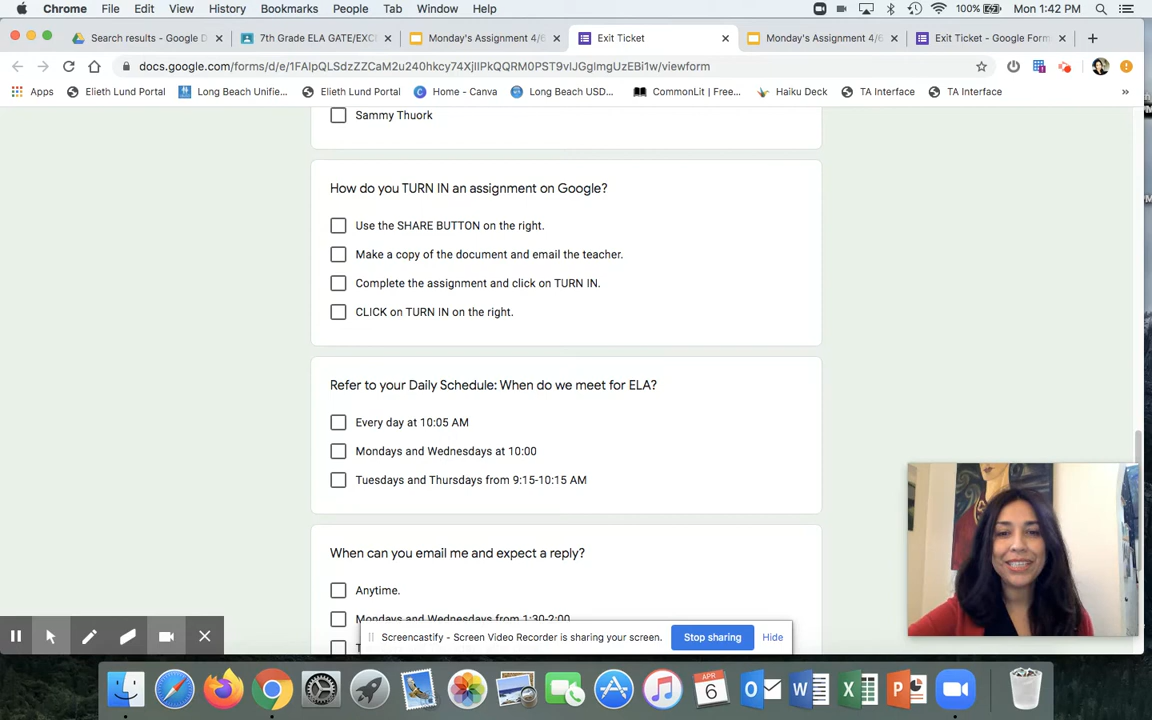 Chrome File Edit View History Bookmarks People Tab Window Help 100% Mon 1:42 PM
Search results - Google D
7th Grade ELA GATE/EXC
Monday's Assignment 4/6
Exit Ticket
Monday's Assignment 4/6
Exit Ticket - Google Form
docs.google.com/forms/d/e/1FAIpQLSdzZZCaM2u240hkcy74XjIIPkQQRM0PST9vIJGglmgUzEBi1w/viewform
Apps Elieth Lund Portal Long Beach Unifie... Elieth Lund Portal Home - Canva Long Beach USD... CommonLit | Free... Haiku Deck TA Interface TA Interface »
Sammy Thuork
How do you TURN IN an assignment on Google?
Use the SHARE BUTTON on the right.
Make a copy of the document and email the teacher.
Complete the assignment and click on TURN IN.
CLICK on TURN IN on the right.
Refer to your Daily Schedule: When do we meet for ELA?
Every day at 10:05 AM
Mondays and Wednesdays at 10:00
Tuesdays and Thursdays from 9:15-10:15 AM
When can you email me and expect a reply?
Anytime.
Mondays and Wednesdays from 1:30-2:00
Screencastify - Screen Video Recorder is sharing your screen. Stop sharing Hide
APR
6